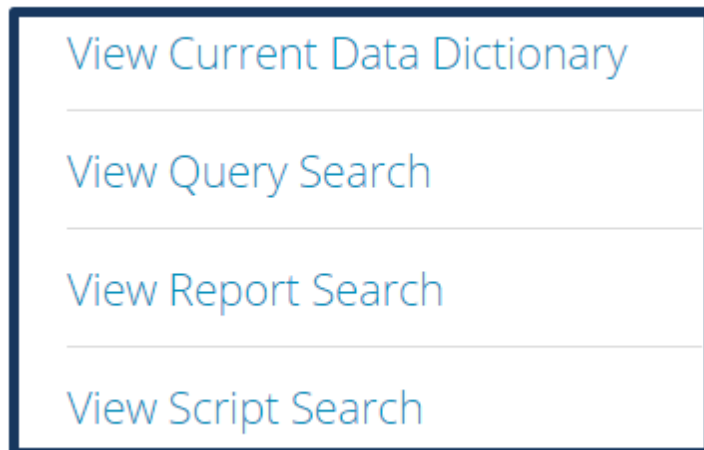 View Current Data Dictionary
View Query Search
View Report Search
View Script Search